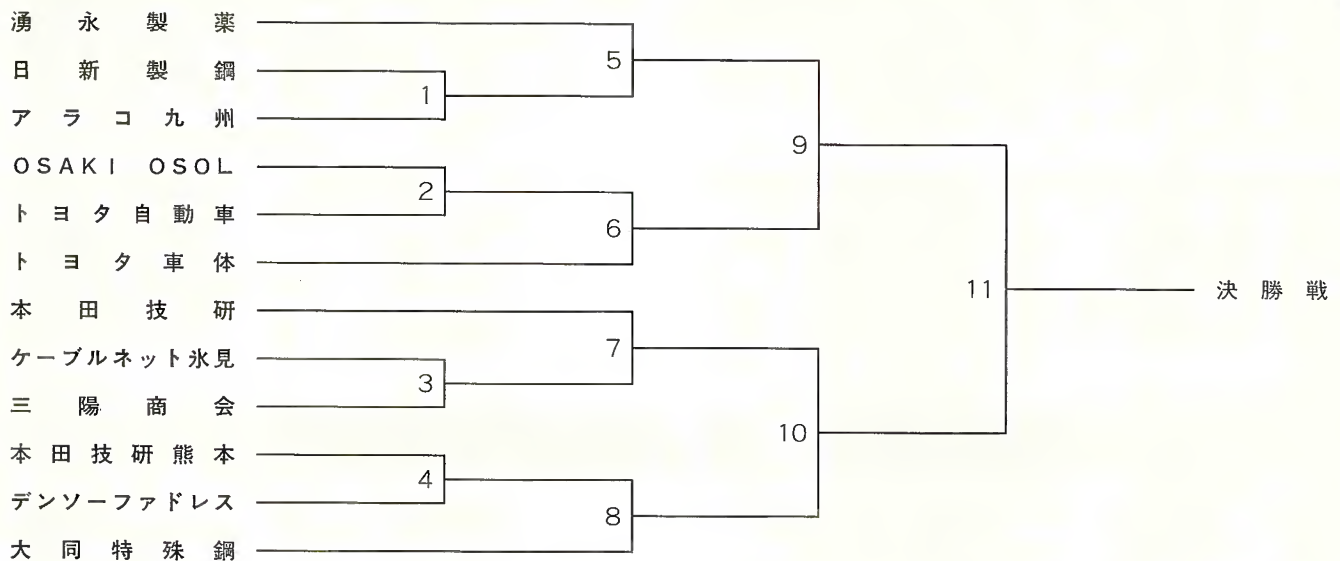 湧永製薬
5
日新製鋼
1
アラコ九州
9
OSAKI OSOL
2
トヨタ自動車
6
トヨタ車体
11 決勝戦
本田技研
7
ケーブルネット氷見
3
三陽商会
10
本田技研熊本
4
デンソーファドレス
8
大同特殊鋼